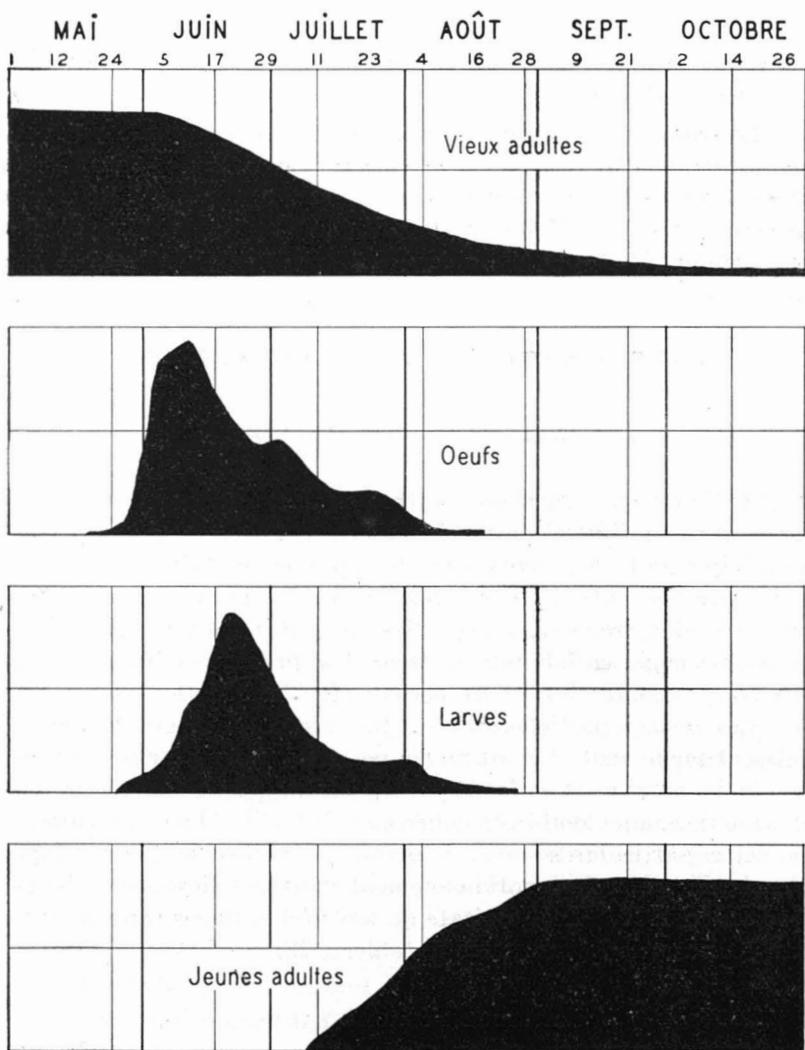 MAI JUIN JUILLET AOÛT SEPT. OCTOBRE
1 12 24 5 17 29 11 23 4 16 28 9 21 2 14 26
Vieux adultes
Oeufs
Larves
Jeunes adultes